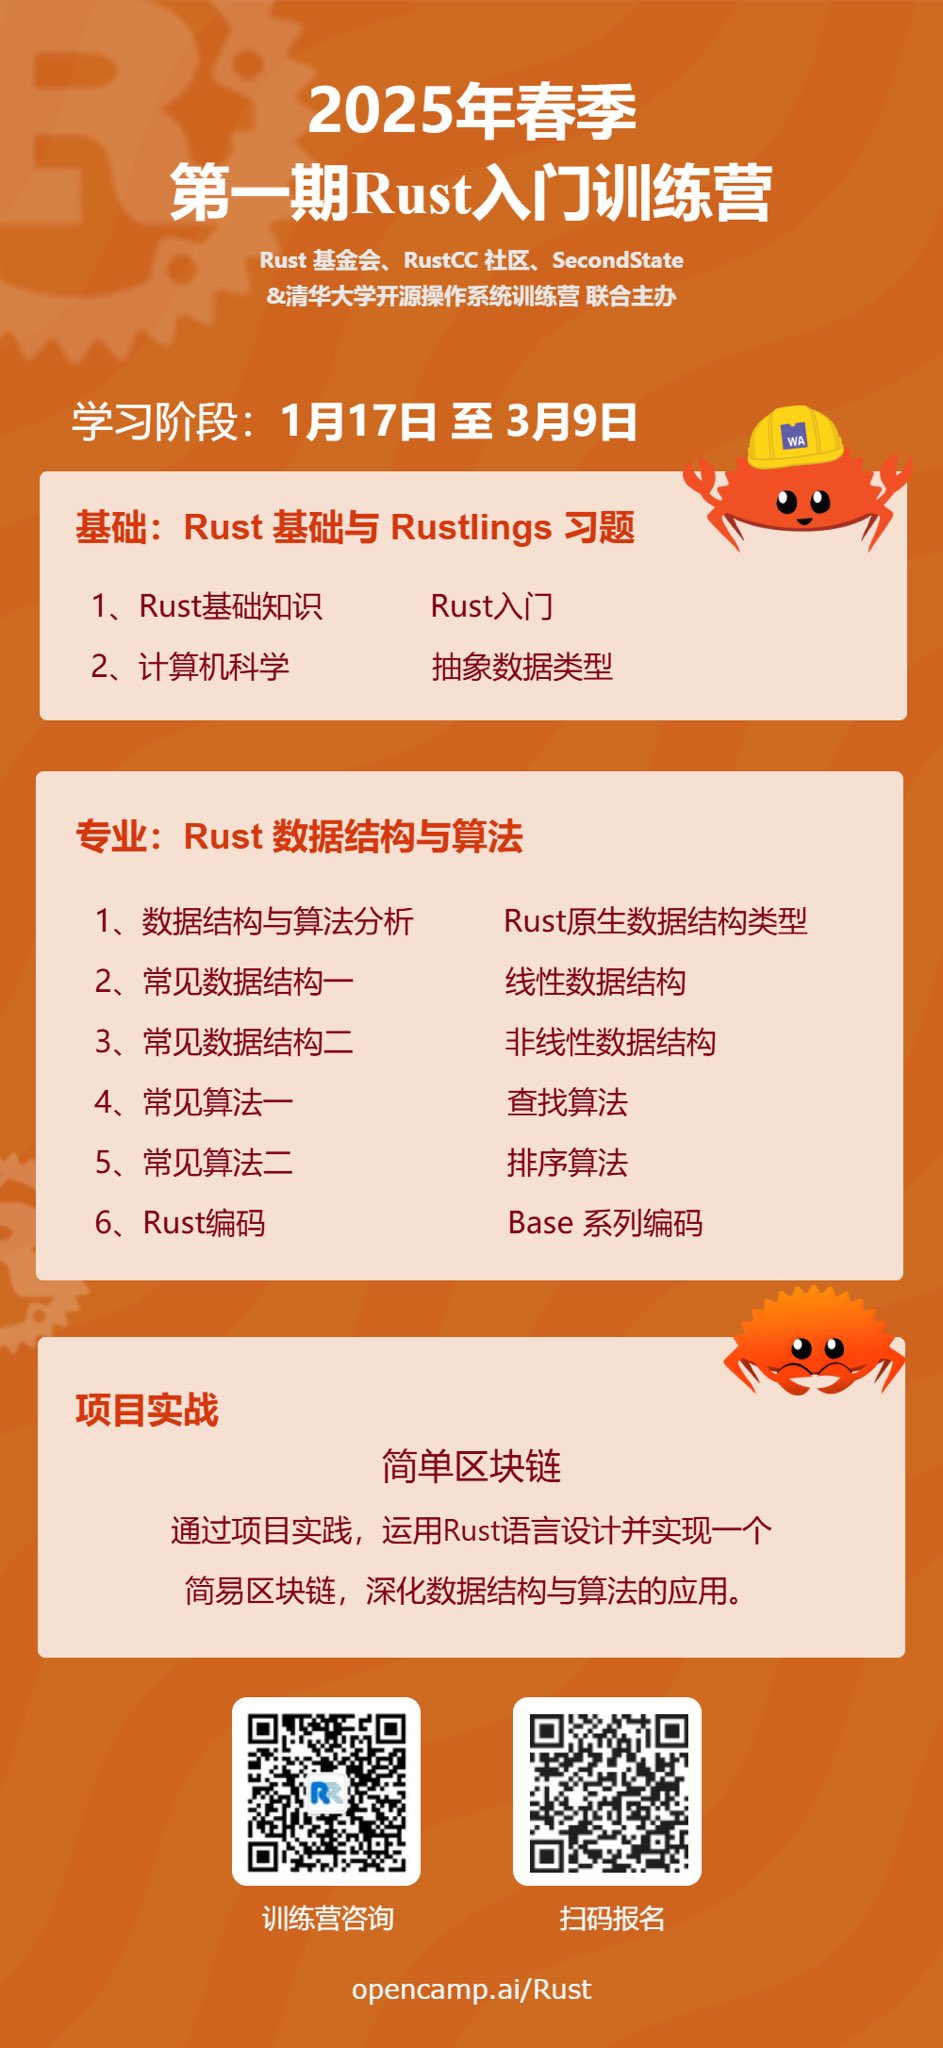 2025年春季
第一期Rust入门训练营
Rust 基金会、RustCC 社区、SecondState
&清华大学开源操作系统训练营 联合主办
学习阶段：1月17日 至 3月9日
WA
基础：Rust 基础与 Rustlings 习题
1、Rust基础知识 Rust入门
2、计算机科学 抽象数据类型
专业：Rust 数据结构与算法
1、数据结构与算法分析 Rust原生数据结构类型
2、常见数据结构一 线性数据结构
3、常见数据结构二 非线性数据结构
4、常见算法一 查找算法
5、常见算法二 排序算法
6、Rust编码 Base 系列编码
项目实战
简单区块链
通过项目实践，运用Rust语言设计并实现一个
简易区块链，深化数据结构与算法的应用。
训练营咨询 扫码报名
opencamp.ai/Rust